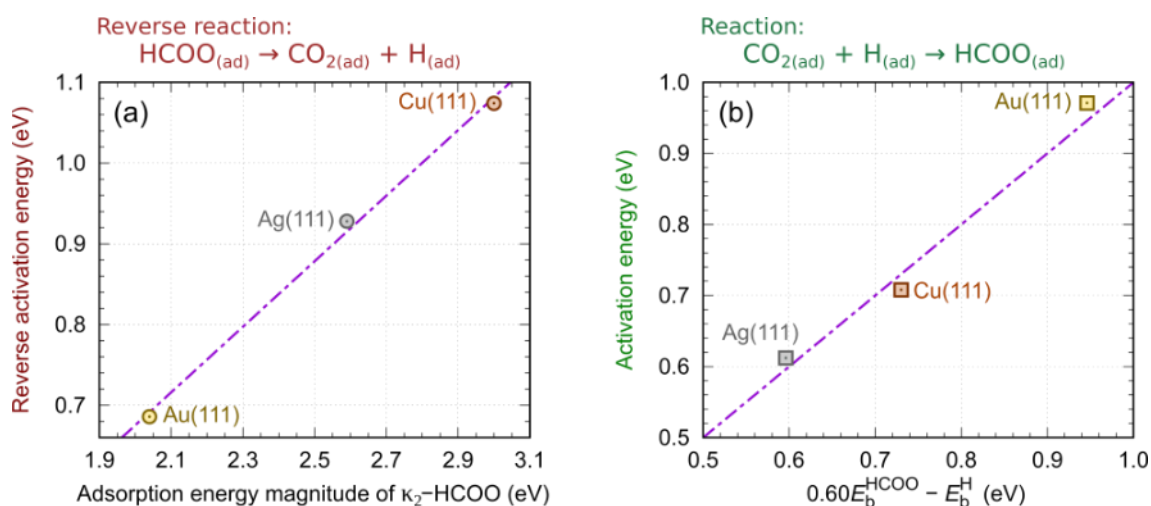 Reverse reaction:
HCOO(ad) → CO2(ad) + H(ad)
(a)
Cu(111)
Ag(111)
Au(111)
1.1
1.0
0.9
0.8
0.7
Reverse activation energy (eV)
1.9 2.1 2.3 2.5 2.7 2.9 3.1
Adsorption energy magnitude of κ2−HCOO (eV)
Reaction:
CO2(ad) + H(ad) → HCOO(ad)
(b)
Au(111)
Cu(111)
Ag(111)
1.0
0.9
0.8
0.7
0.6
0.5
Activation energy (eV)
0.5 0.6 0.7 0.8 0.9 1.0
0.60E_b^HCOO − E_b^H (eV)